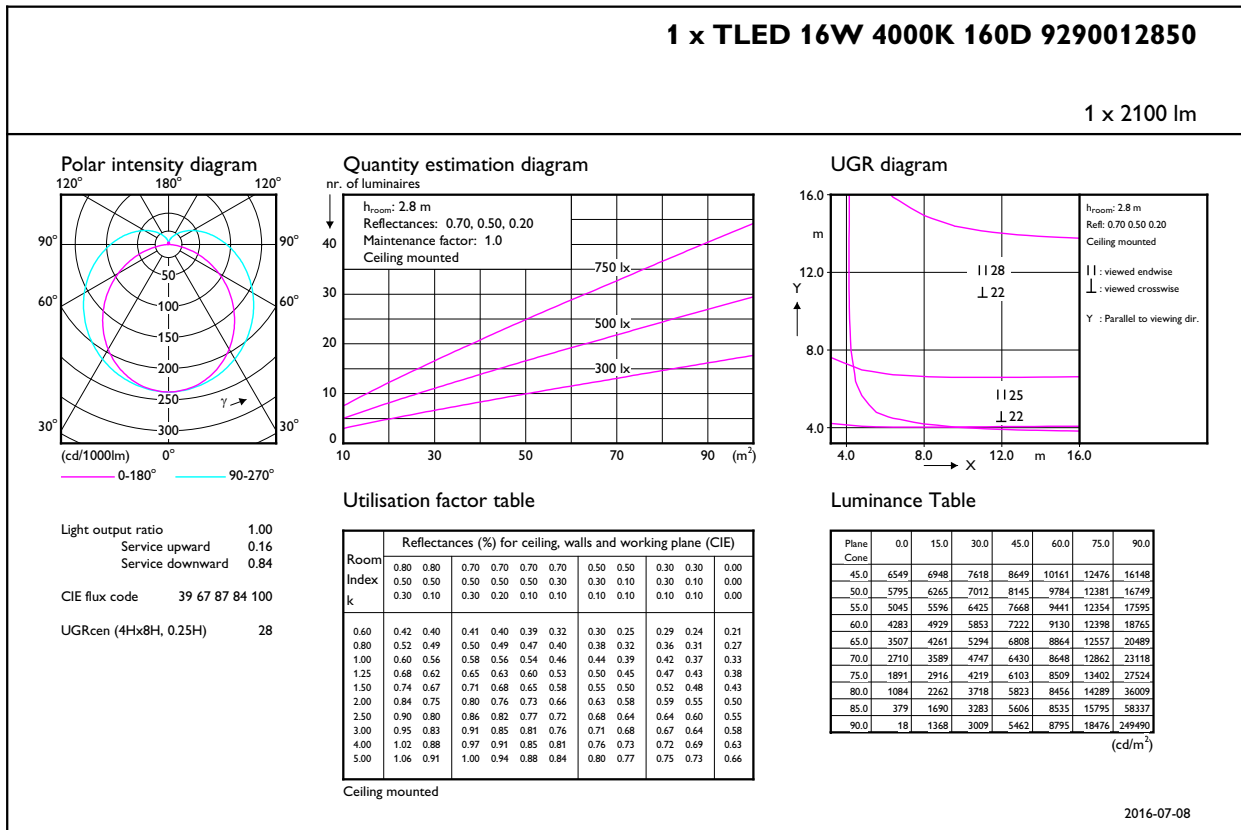 1 x TLED 16W 4000K 160D 9290012850
1 x 2100 lm
Polar intensity diagram
120° 180° 120°
90° 90°
60° 60°
30° 30°
50
100
150
200
250
300
γ
(cd/1000lm) 0°
0-180° 90-270°
Light output ratio 1.00
Service upward 0.16
Service downward 0.84
CIE flux code 39 67 87 84 100
UGRcen (4Hx8H, 0.25H) 28
Quantity estimation diagram
nr. of luminaires
hroom: 2.8 m
Reflectances: 0.70, 0.50, 0.20
Maintenance factor: 1.0
Ceiling mounted
40
30
20
10
0
750 lx
500 lx
300 lx
10 30 50 70 90 (m²)
UGR diagram
16.0
m
12.0
Y
8.0
4.0
|| 28
⊥ 22
|| 25
⊥ 22
4.0 8.0 12.0 m 16.0
X
hroom: 2.8 m
Refl: 0.70 0.50 0.20
Ceiling mounted
|| : viewed endwise
⊥ : viewed crosswise
Y : Parallel to viewing dir.
Utilisation factor table
Reflectances (%) for ceiling, walls and working plane (CIE)
Room Index k
0.80 0.80 0.70 0.70 0.70 0.70 0.50 0.50 0.30 0.30 0.00
0.50 0.50 0.50 0.50 0.50 0.30 0.30 0.10 0.30 0.10 0.00
0.30 0.10 0.30 0.20 0.10 0.10 0.10 0.10 0.10 0.10 0.00
0.60 0.42 0.40 0.41 0.40 0.39 0.32 0.30 0.25 0.29 0.24 0.21
0.80 0.52 0.49 0.50 0.49 0.47 0.40 0.38 0.32 0.36 0.31 0.27
1.00 0.60 0.56 0.58 0.56 0.54 0.46 0.44 0.39 0.42 0.37 0.33
1.25 0.68 0.62 0.65 0.63 0.60 0.53 0.50 0.45 0.47 0.43 0.38
1.50 0.74 0.67 0.71 0.68 0.65 0.58 0.55 0.50 0.52 0.48 0.43
2.00 0.84 0.75 0.80 0.76 0.73 0.66 0.63 0.58 0.59 0.55 0.50
2.50 0.90 0.80 0.86 0.82 0.77 0.72 0.68 0.64 0.64 0.60 0.55
3.00 0.95 0.83 0.91 0.85 0.81 0.76 0.71 0.68 0.67 0.64 0.58
4.00 1.02 0.88 0.97 0.91 0.85 0.81 0.76 0.73 0.72 0.69 0.63
5.00 1.06 0.91 1.00 0.94 0.88 0.84 0.80 0.77 0.75 0.73 0.66
Ceiling mounted
Luminance Table
Plane 0.0 15.0 30.0 45.0 60.0 75.0 90.0
Cone
45.0 6549 6948 7618 8649 10161 12476 16148
50.0 5795 6265 7012 8145 9784 12381 16749
55.0 5045 5596 6425 7668 9441 12354 17595
60.0 4283 4929 5853 7222 9130 12398 18765
65.0 3507 4261 5294 6808 8864 12557 20489
70.0 2710 3589 4747 6430 8648 12862 23118
75.0 1891 2916 4219 6103 8509 13402 27524
80.0 1084 2262 3718 5823 8456 14289 36009
85.0 379 1690 3283 5606 8535 15795 58337
90.0 18 1368 3009 5462 8795 18476 249490
(cd/m²)
2016-07-08